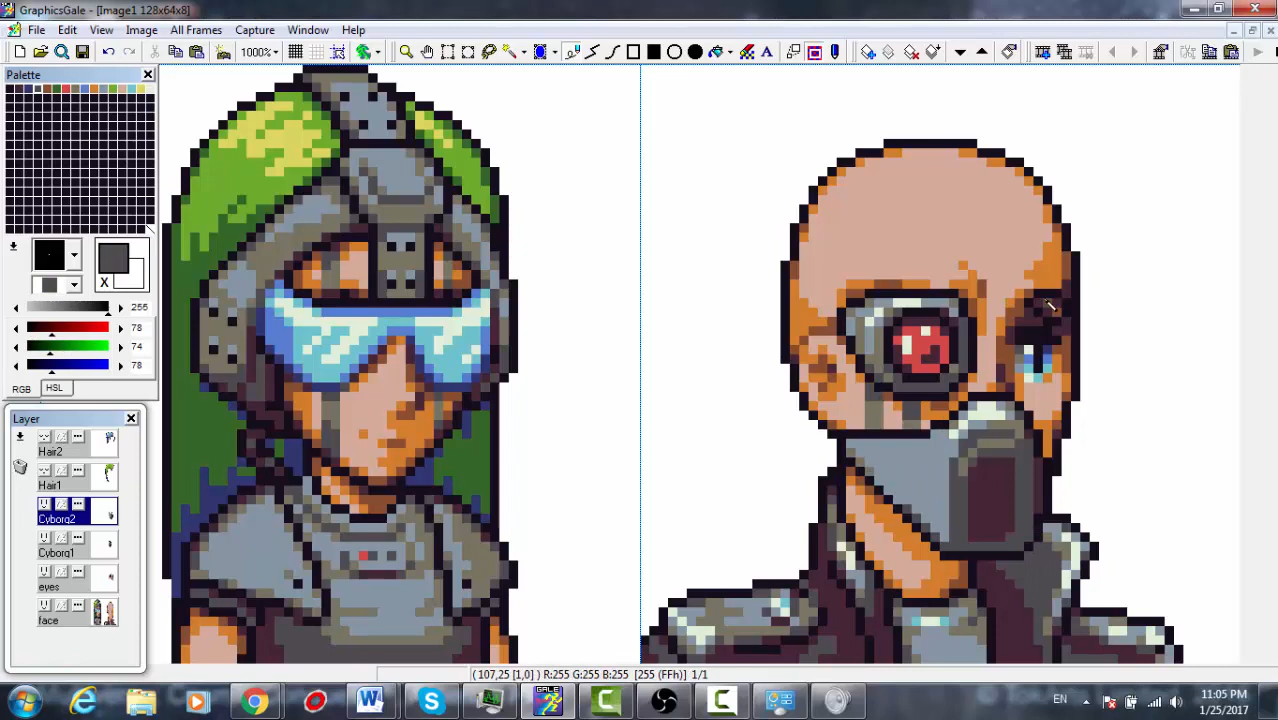 GraphicsGale - [Image1 128x64x8]
File Edit View Image All Frames Capture Window Help
1000%
Palette
X
255
78
74
78
RGB HSL
Layer
Hair2
Hair1
Cyborg2
Cyborg1
eyes
face
(107,25 [1,0] ) R:255 G:255 B:255 [255 (FFh)] 1/1
GALE
EN
11:05 PM
1/25/2017